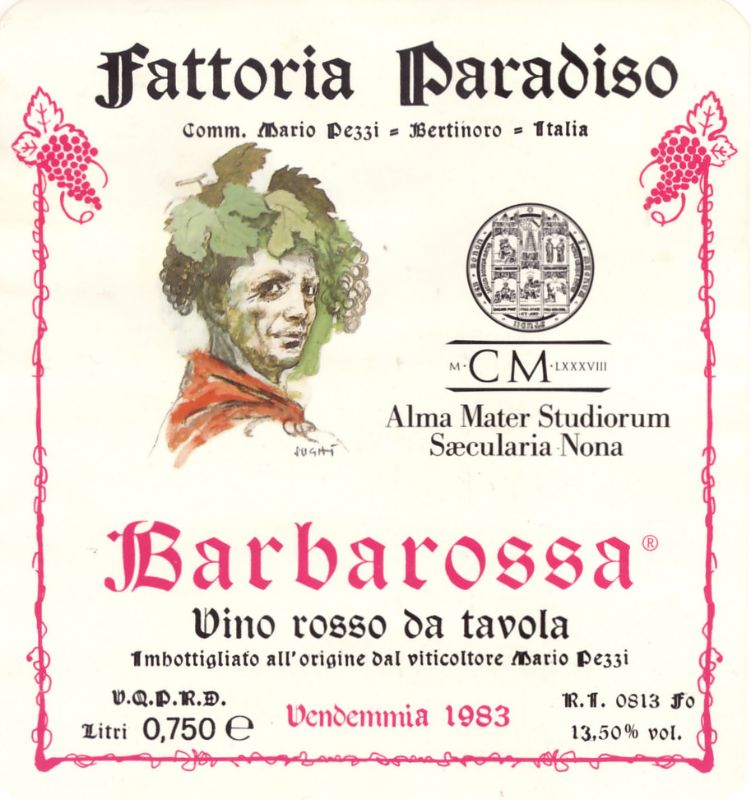 Fattoria Paradiso
Comm. Mario Pezzi = Bertinoro = Italia
M·CM·LXXXVIII
Alma Mater Studiorum
Sæcularia Nona
SUGHI
Barbarossa®
Vino rosso da tavola
Imbottigliato all'origine dal viticoltore Mario Pezzi
V.Q.P.R.D.
Litri 0,750 ℮
Vendemmia 1983
R.I. 0813 Fo
13,50% vol.